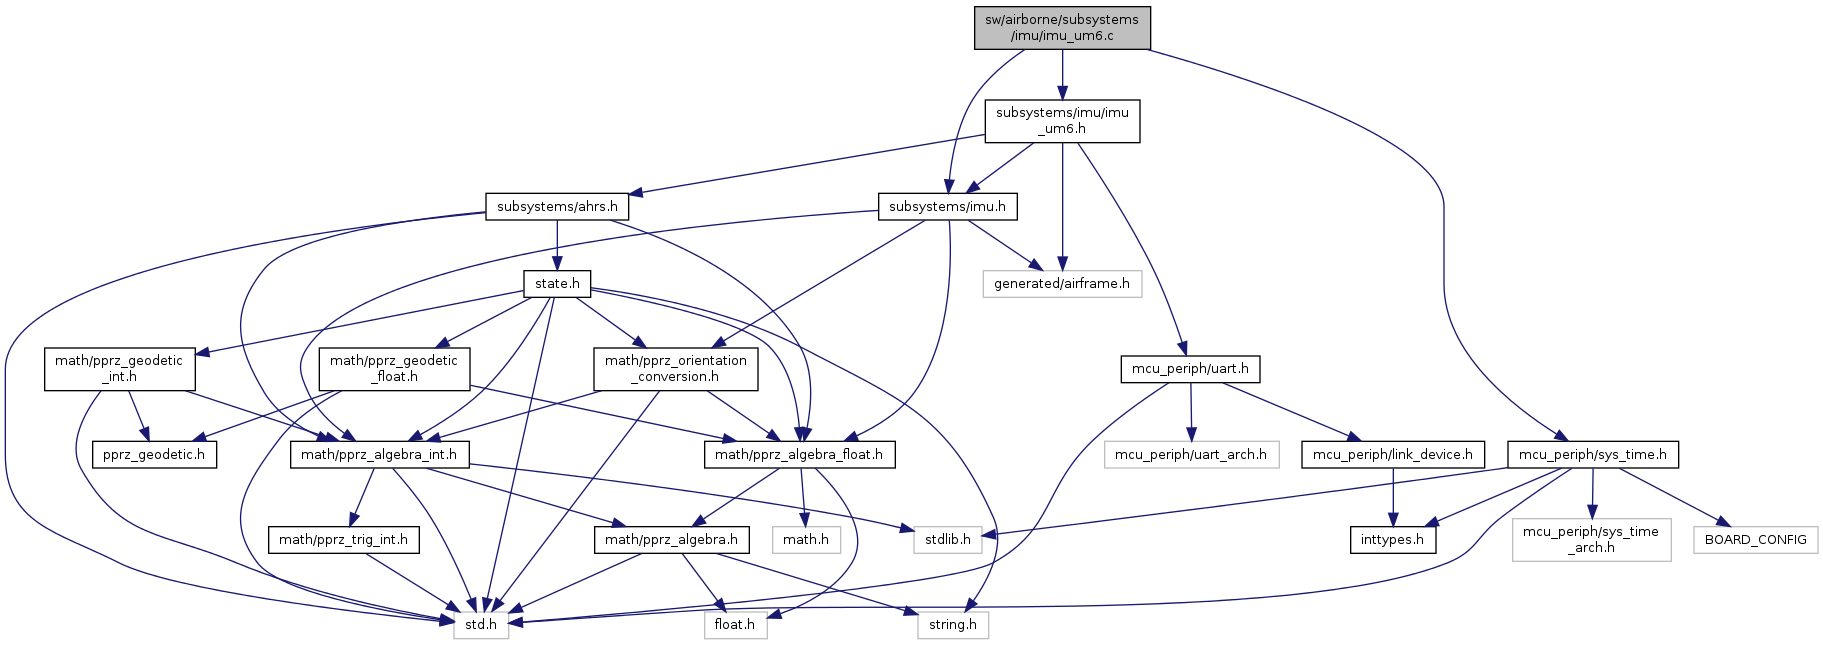 sw/airborne/subsystems
/imu/imu_um6.c
subsystems/imu/imu
_um6.h
subsystems/ahrs.h
subsystems/imu.h
state.h
generated/airframe.h
math/pprz_geodetic
_int.h
math/pprz_geodetic
_float.h
math/pprz_orientation
_conversion.h
mcu_periph/uart.h
pprz_geodetic.h
math/pprz_algebra_int.h
math/pprz_algebra_float.h
mcu_periph/uart_arch.h
mcu_periph/link_device.h
mcu_periph/sys_time.h
math/pprz_trig_int.h
math/pprz_algebra.h
math.h
stdlib.h
inttypes.h
mcu_periph/sys_time
_arch.h
BOARD_CONFIG
std.h
float.h
string.h